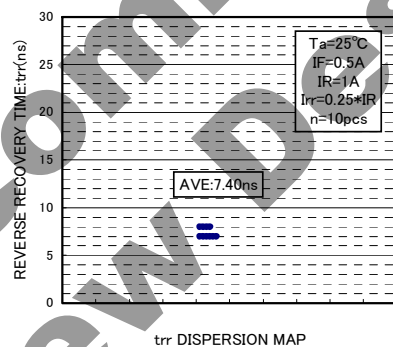 REVERSE RECOVERY TIME:trr(ns)
30
25
20
15
10
5
0
Ta=25°C
IF=0.5A
IR=1A
Irr=0.25*IR
n=10pcs
AVE:7.40ns
trr DISPERSION MAP